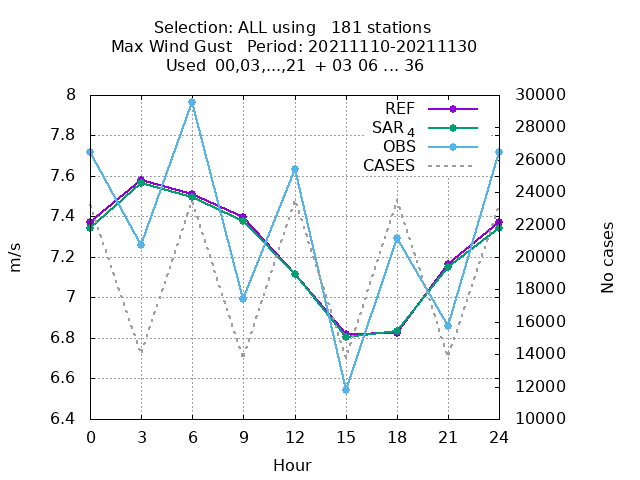 Selection: ALL using   181 stations
Max Wind Gust   Period: 20211110-20211130
Used  00,03,...,21  + 03 06 ... 36
8
7.8
7.6
7.4
7.2
7
6.8
6.6
6.4
m/s
30000
28000
26000
24000
22000
20000
18000
16000
14000
12000
10000
No cases
REF
SAR 4
OBS
CASES
0 3 6 9 12 15 18 21 24
Hour